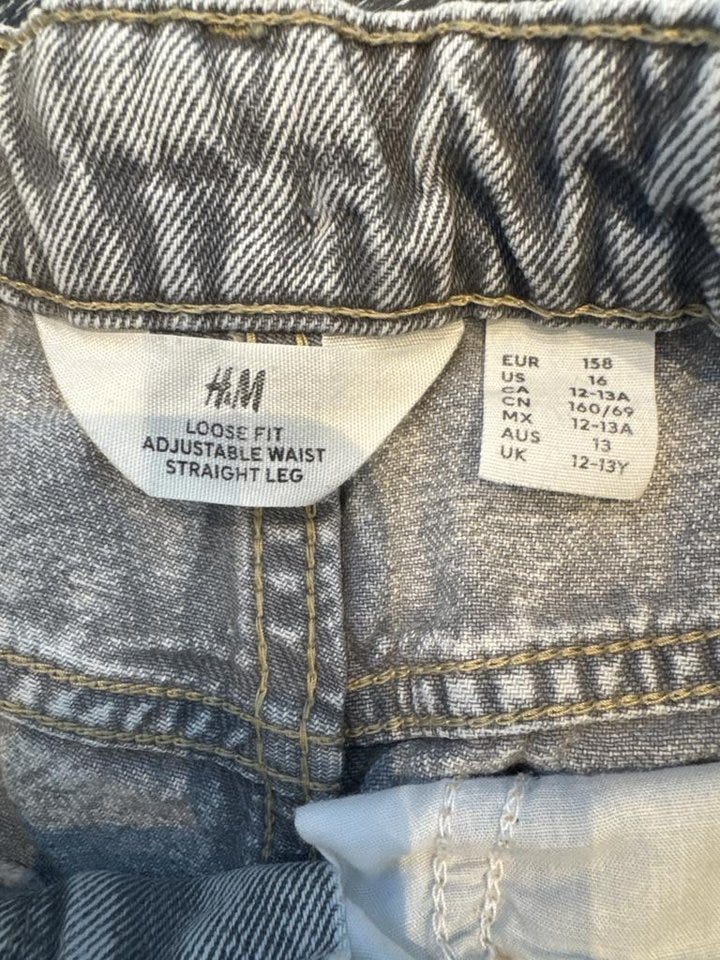 H&M
LOOSE FIT
ADJUSTABLE WAIST
STRAIGHT LEG
EUR 158
US 16
CA 12-13A
CN 160/69
MX 12-13A
AUS 13
UK 12-13Y